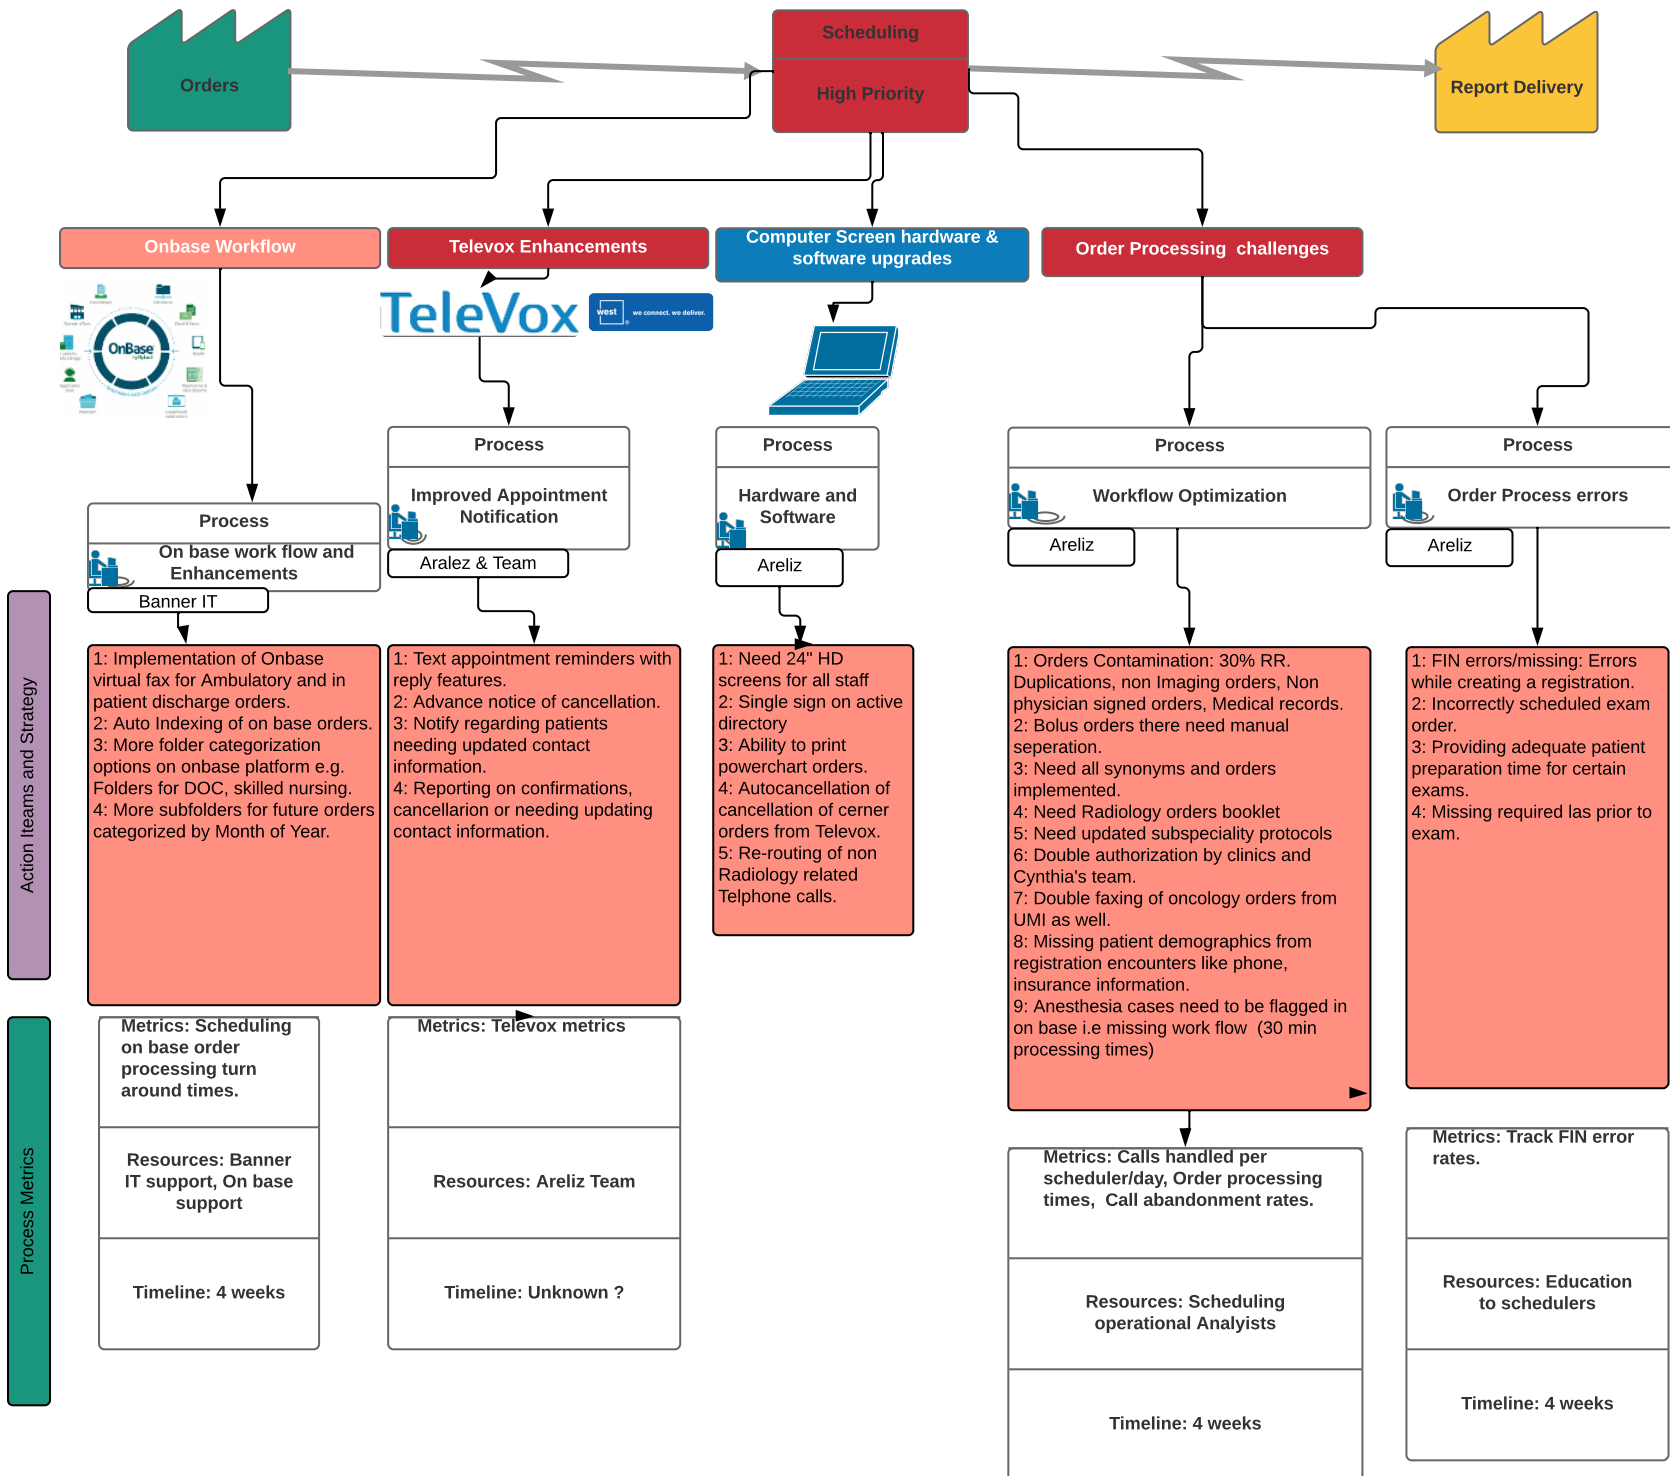 Orders
Scheduling
High Priority
Report Delivery
Onbase Workflow
Televox Enhancements
Computer Screen hardware &
software upgrades
Order Processing  challenges
OnBase
TeleVox
west
we connect. we deliver.
Process
On base work flow and
Enhancements
Banner IT
Process
Improved Appointment
Notification
Aralez & Team
Process
Hardware and
Software
Areliz
Process
Workflow Optimization
Areliz
Process
Order Process errors
Areliz
Action Iteams and Strategy
1: Implementation of Onbase
virtual fax for Ambulatory and in
patient discharge orders.
2: Auto Indexing of on base orders.
3: More folder categorization
options on onbase platform e.g.
Folders for DOC, skilled nursing.
4: More subfolders for future orders
categorized by Month of Year.
1: Text appointment reminders with
reply features.
2: Advance notice of cancellation.
3: Notify regarding patients
needing updated contact
information.
4: Reporting on confirmations,
cancellarion or needing updating
contact information.
1: Need 24" HD
screens for all staff
2: Single sign on active
directory
3: Ability to print
powerchart orders.
4: Autocancellation of
cancellation of cerner
orders from Televox.
5: Re-routing of non
Radiology related
Telphone calls.
1: Orders Contamination: 30% RR.
Duplications, non Imaging orders, Non
physician signed orders, Medical records.
2: Bolus orders there need manual
seperation.
3: Need all synonyms and orders
implemented.
4: Need Radiology orders booklet
5: Need updated subspeciality protocols
6: Double authorization by clinics and
Cynthia's team.
7: Double faxing of oncology orders from
UMI as well.
8: Missing patient demographics from
registration encounters like phone,
insurance information.
9: Anesthesia cases need to be flagged in
on base i.e missing work flow  (30 min
processing times)
1: FIN errors/missing: Errors
while creating a registration.
2: Incorrectly scheduled exam
order.
3: Providing adequate patient
preparation time for certain
exams.
4: Missing required las prior to
exam.
Process Metrics
Metrics: Scheduling
on base order
processing turn
around times.
Resources: Banner
IT support, On base
support
Timeline: 4 weeks
Metrics: Televox metrics
Resources: Areliz Team
Timeline: Unknown ?
Metrics: Calls handled per
scheduler/day, Order processing
times,  Call abandonment rates.
Resources: Scheduling
operational Analyists
Timeline: 4 weeks
Metrics: Track FIN error
rates.
Resources: Education
to schedulers
Timeline: 4 weeks